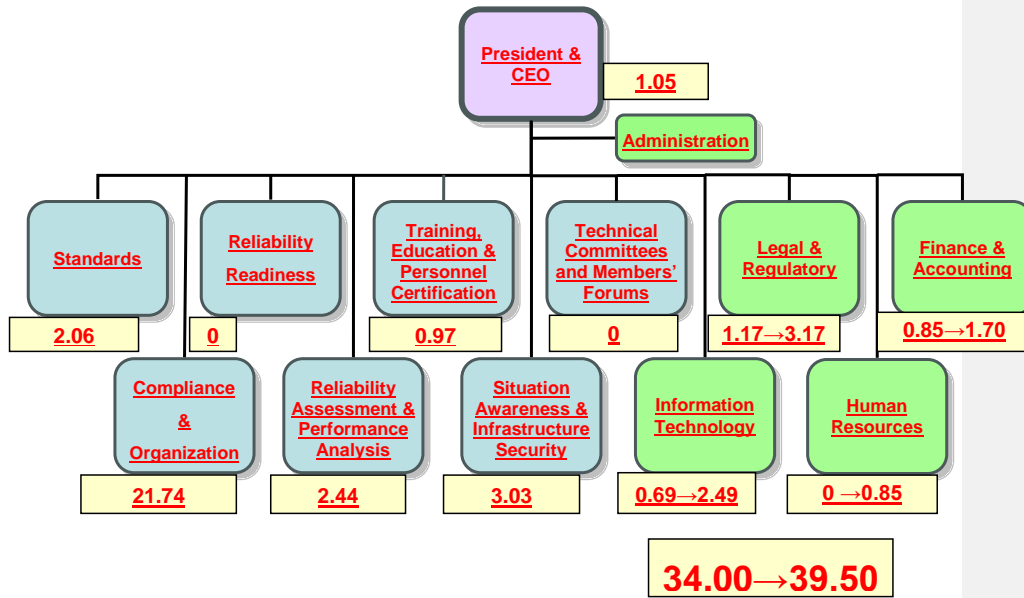 President &
CEO
1.05
Administration
Standards
2.06
Reliability
Readiness
0
Training,
Education &
Personnel
Certification
0.97
Technical
Committees
and Members’
Forums
0
Legal &
Regulatory
1.17→3.17
Finance &
Accounting
0.85→1.70
Compliance
&
Organization
21.74
Reliability
Assessment &
Performance
Analysis
2.44
Situation
Awareness &
Infrastructure
Security
3.03
Information
Technology
0.69→2.49
Human
Resources
0 →0.85
34.00→39.50